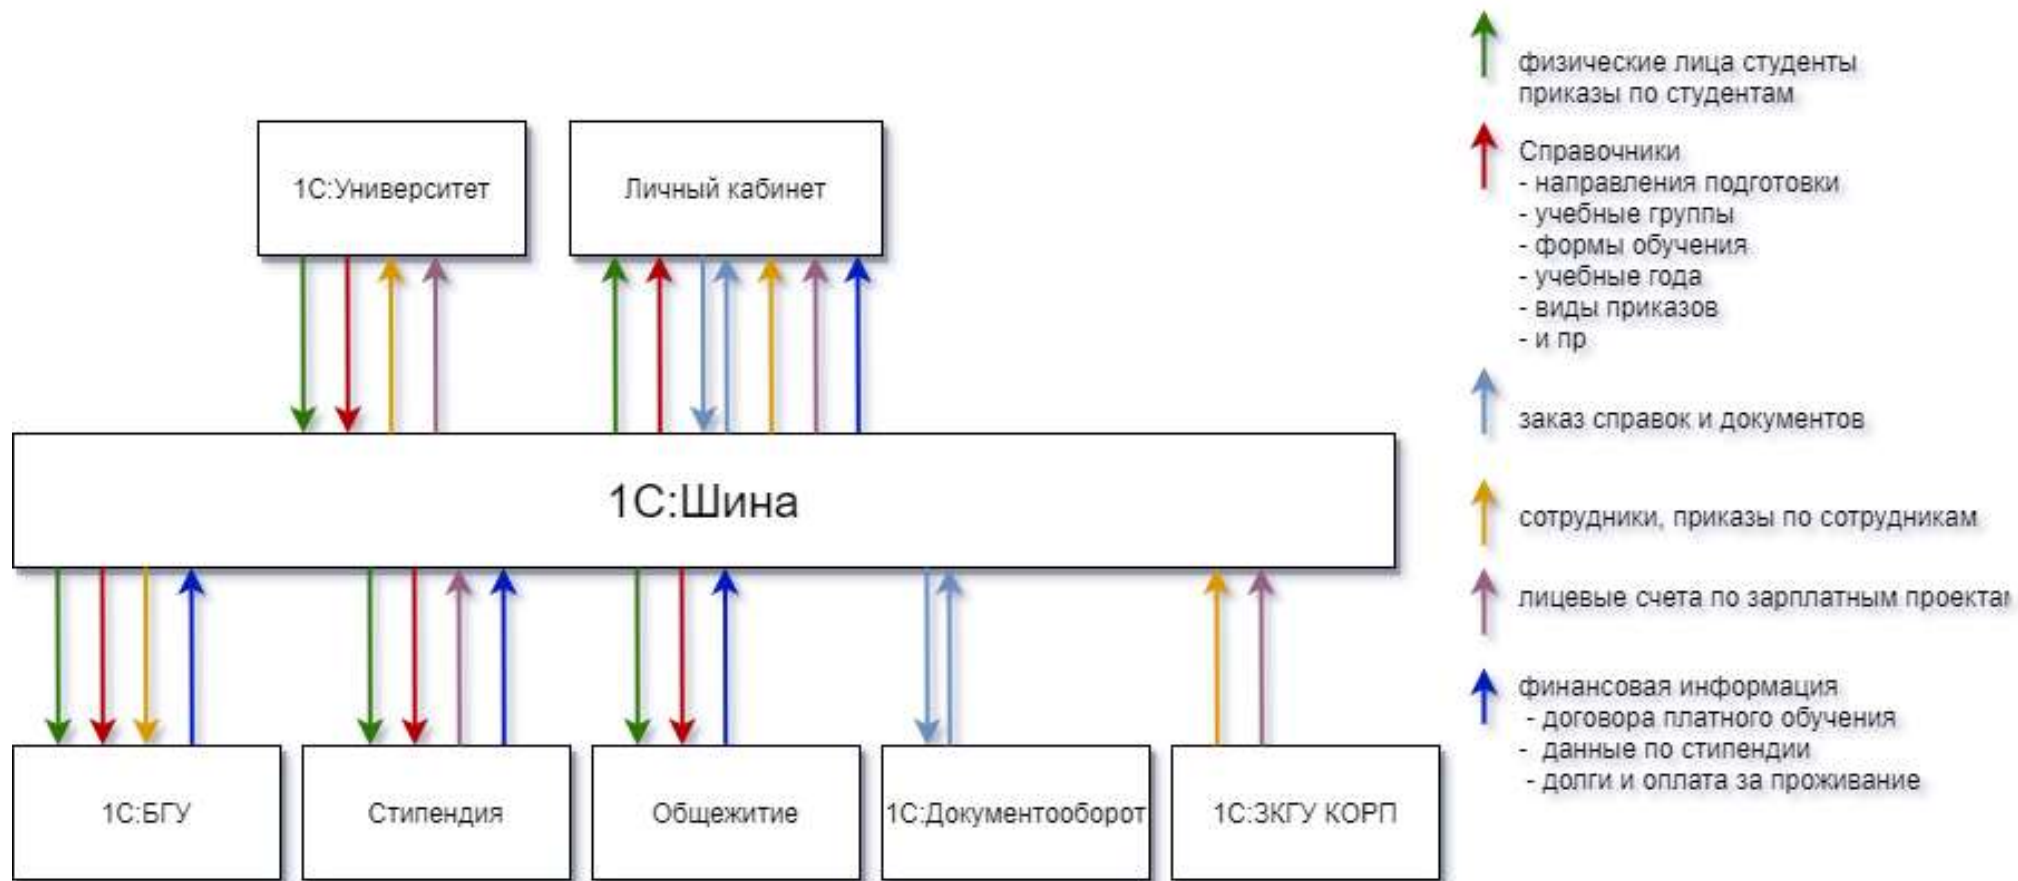 1С:Университет
Личный кабинет
1С:Шина
1С:БГУ
Стипендия
Общежитие
1С:Документооборот
1С:ЗКГУ КОРП
физические лица студенты
приказы по студентам
Справочники
- направления подготовки
- учебные группы
- формы обучения
- учебные года
- виды приказов
- и пр
заказ справок и документов
сотрудники, приказы по сотрудникам
лицевые счета по зарплатным проектам
финансовая информация
- договора платного обучения
- данные по стипендии
- долги и оплата за проживание